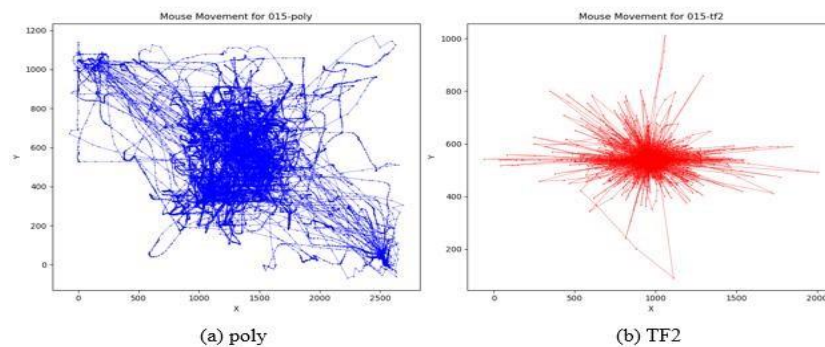 Mouse Movement for 015-poly
1200
1000
800
600
400
200
0
Y
0 500 1000 1500 2000 2500
X
(a) poly
Mouse Movement for 015-tf2
1000
800
600
400
200
Y
0 500 1000 1500 2000
X
(b) TF2